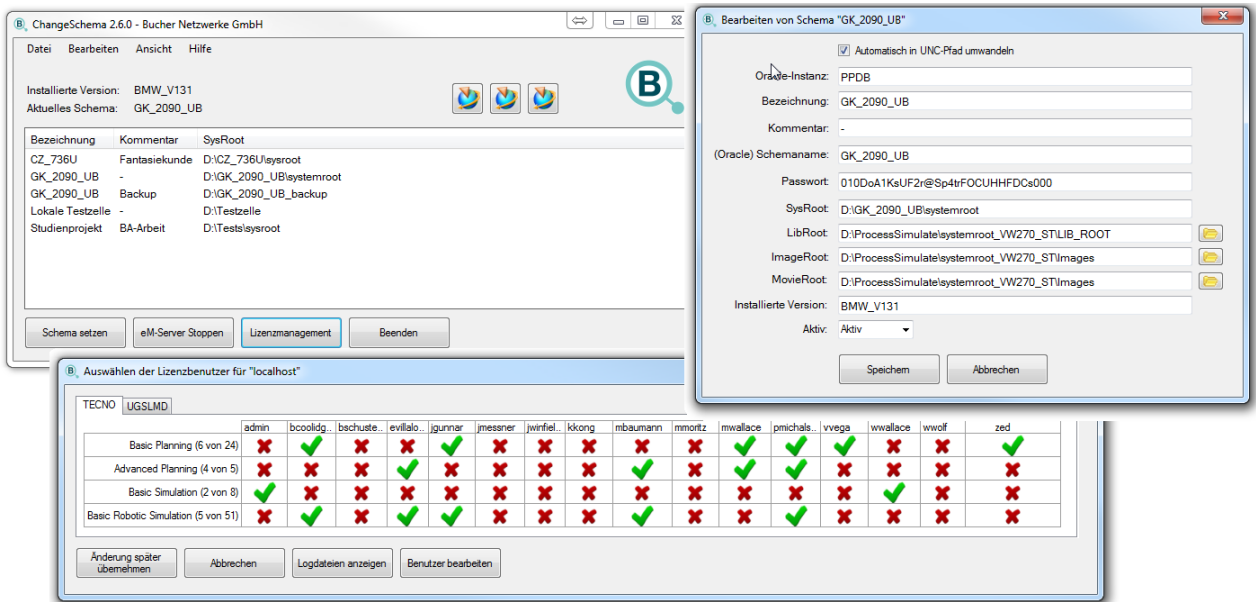 ChangeSchema 2.6.0 - Bucher Netzwerke GmbH
Datei Bearbeiten Ansicht Hilfe
Installierte Version: BMW_V131
Aktuelles Schema: GK_2090_UB
B
Bezeichnung Kommentar SysRoot
CZ_736U Fantasiekunde D:\CZ_736U\sysroot
GK_2090_UB - D:\GK_2090_UB\systemroot
GK_2090_UB Backup D:\GK_2090_UB_backup
Lokale Testzelle - D:\Testzelle
Studienprojekt BA-Arbeit D:\Tests\sysroot
Schema setzen eM-Server Stoppen Lizenzmanagement Beenden
Bearbeiten von Schema "GK_2090_UB"
Automatisch in UNC-Pfad umwandeln
Oracle-Instanz: PPDB
Bezeichnung: GK_2090_UB
Kommentar: -
(Oracle) Schemaname: GK_2090_UB
Passwort: 010DoA1KsUF2r@Sp4trFOCUHHFDCs000
SysRoot: D:\GK_2090_UB\systemroot
LibRoot: D:\ProcessSimulate\systemroot_VW270_ST\LIB_ROOT
ImageRoot: D:\ProcessSimulate\systemroot_VW270_ST\Images
MovieRoot: D:\ProcessSimulate\systemroot_VW270_ST\Images
Installierte Version: BMW_V131
Aktiv: Aktiv
Speichern Abbrechen
Auswählen der Lizenzbenutzer für "localhost"
TECNO UGSLMD
admin bcoolidg.. bschuste.. evillalo.. jgunnar jmessner jwinfiel.. kkong mbaumann mmoritz mwallace pmichals.. vvega wwallace wwolf zed
Basic Planning (6 von 24)
Advanced Planning (4 von 5)
Basic Simulation (2 von 8)
Basic Robotic Simulation (5 von 51)
Änderung später übernehmen Abbrechen Logdateien anzeigen Benutzer bearbeiten